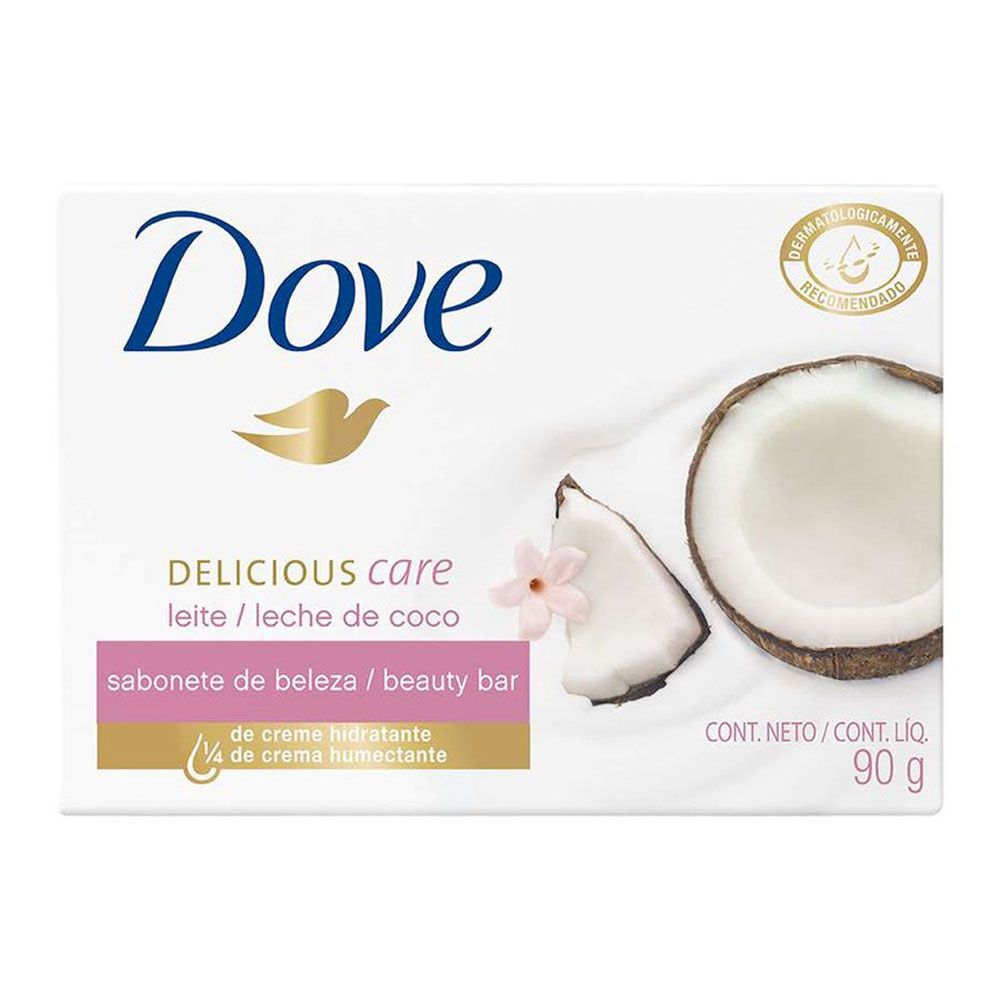 Dove
DERMATOLOGICAMENTE
RECOMENDADO
DELICIOUS care
leite / leche de coco
sabonete de beleza / beauty bar
1/4 de creme hidratante
de crema humectante
CONT. NETO / CONT. LÍQ.
90 g